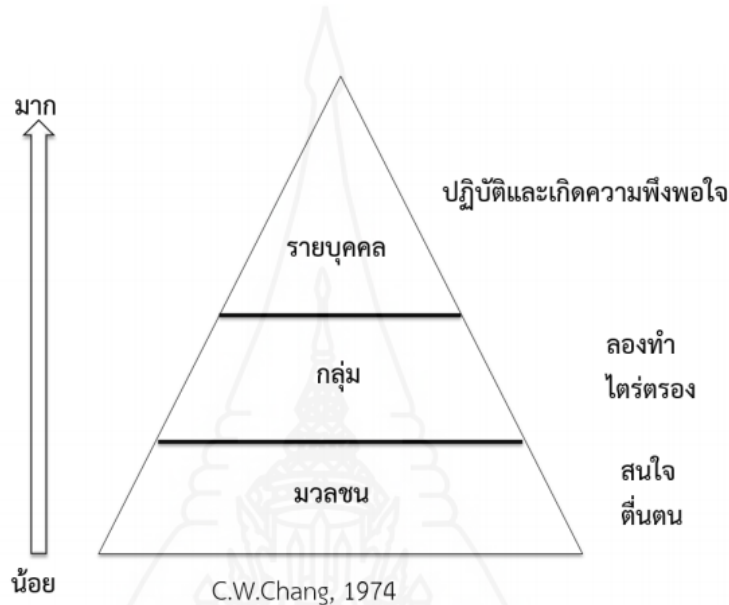 มาก
ปฏิบัติและเกิดความพึงพอใจ
รายบุคคล
ลองทำ
กลุ่ม
ไตร่ตรอง
สนใจ
มวลชน
ตื่นตน
น้อย
C.W.Chang, 1974